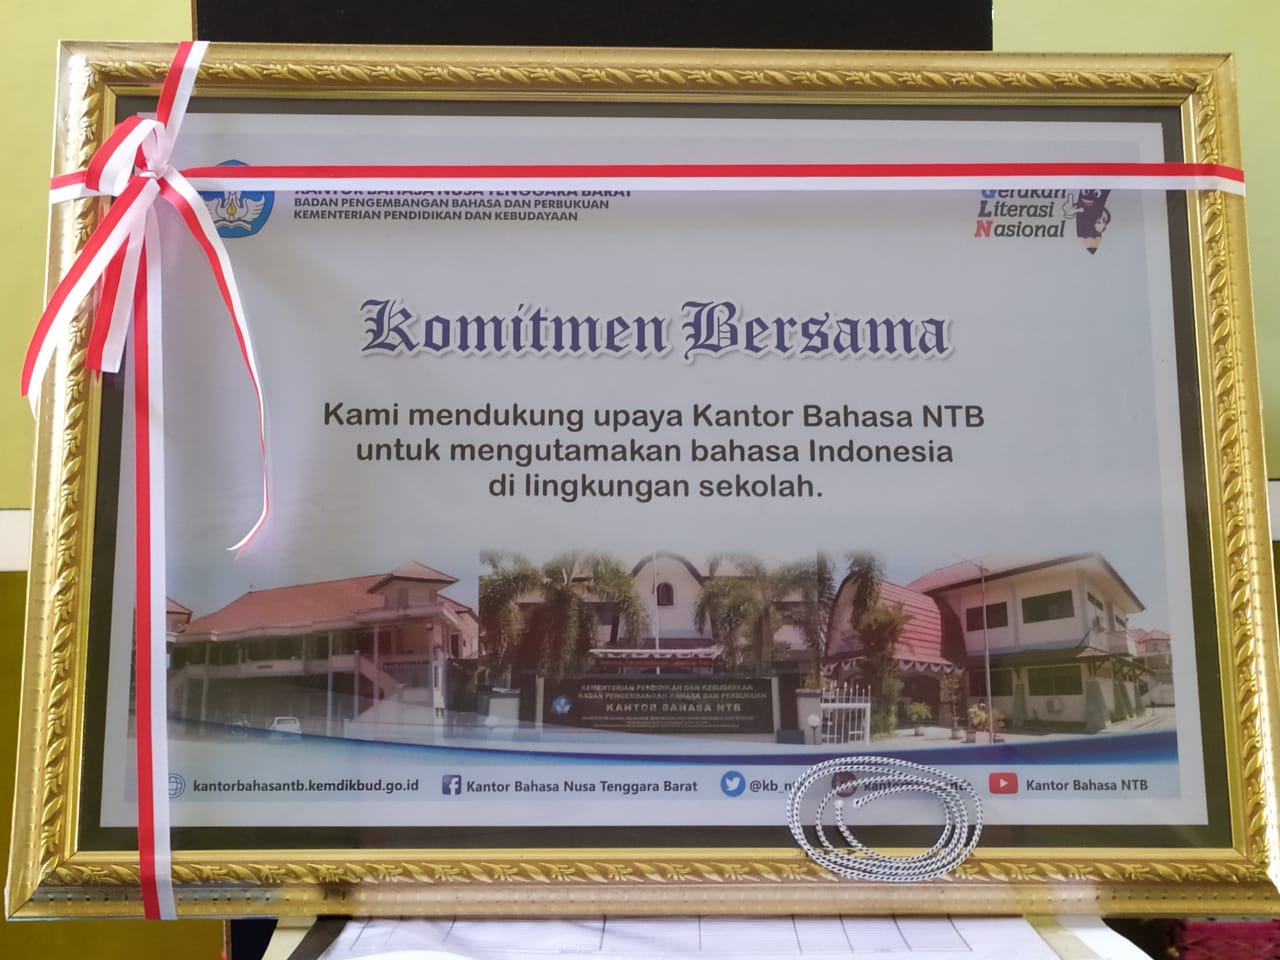 KANTOR BAHASA NUSA TENGGARA BARAT
BADAN PENGEMBANGAN BAHASA DAN PERBUKUAN
KEMENTERIAN PENDIDIKAN DAN KEBUDAYAAN
Gerakan
Literasi
Nasional
Komitmen Bersama
Kami mendukung upaya Kantor Bahasa NTB
untuk mengutamakan bahasa Indonesia
di lingkungan sekolah.
KEMENTERIAN PENDIDIKAN DAN KEBUDAYAAN
BADAN PENGEMBANGAN BAHASA DAN PERBUKUAN
KANTOR BAHASA NTB
kantorbahasantb.kemdikbud.go.id
Kantor Bahasa Nusa Tenggara Barat
Kantor Bahasa NTB